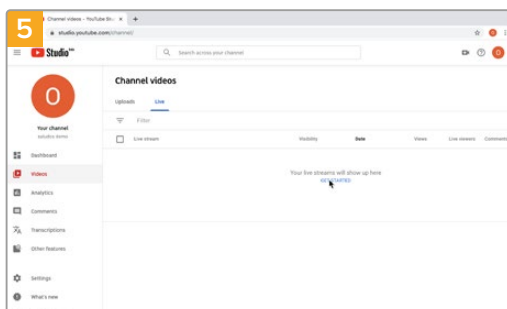 5
Channel videos - YouTube St
studio.youtube.com/channel/
Studio
Search across your channel
O
Your channel
Channel videos
Uploads
Live
Filter
Live stream
Visibility
Date
Views
Live viewers
Comments
Your live streams will show up here
GET STARTED
Dashboard
Videos
Analytics
Comments
Transcriptions
Other features
Settings
What's new